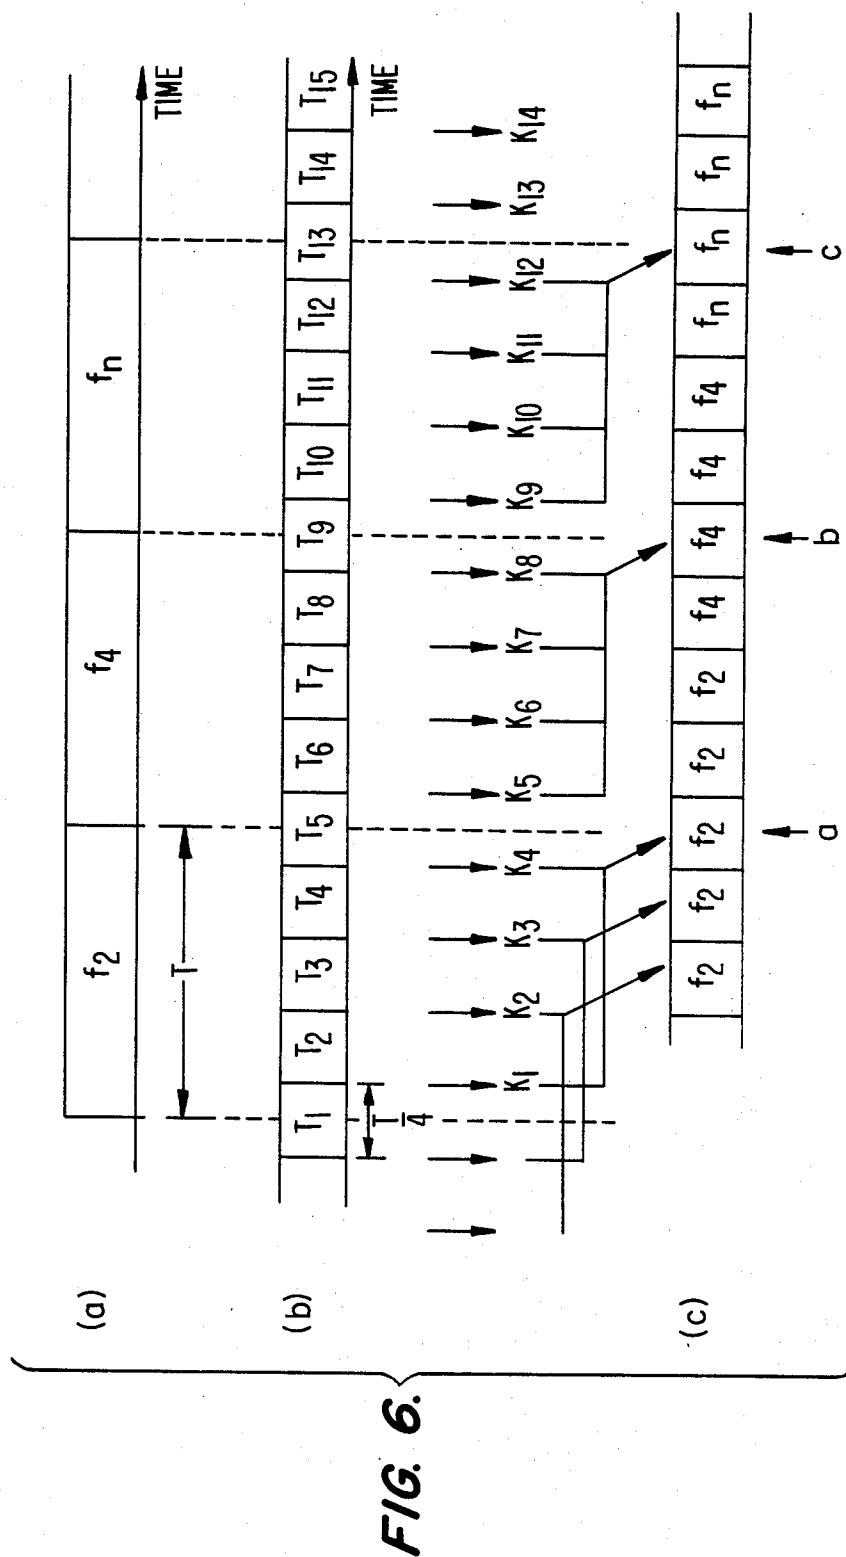 FIG. 6.
(a)
f2 f4 fn
TIME
T
(b)
T1 T2 T3 T4 T5 T6 T7 T8 T9 T10 T11 T12 T13 T14 T15
TIME
T/4
K1 K2 K3 K4 K5 K6 K7 K8 K9 K10 K11 K12 K13 K14
(c)
f2 f2 f2 f2 f2 f4 f4 f4 f4 fn fn fn fn
a b c